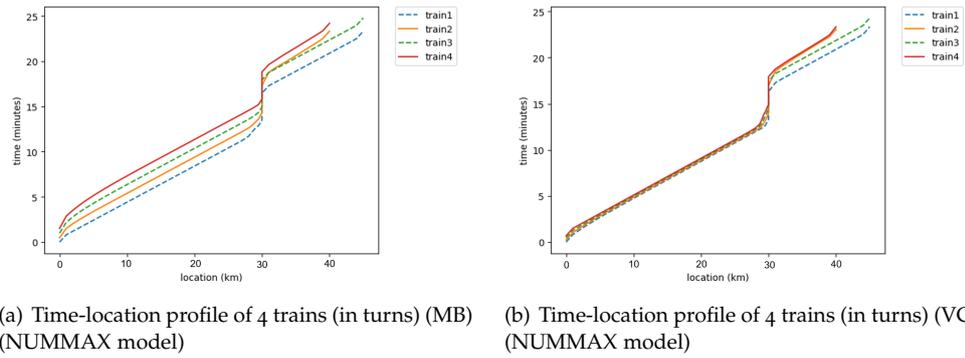 25
20
15
10
5
0
time (minutes)
0 10 20 30 40
location (km)
train1
train2
train3
train4
(a) Time-location profile of 4 trains (in turns) (MB)
(NUMMAX model)
25
20
15
10
5
0
time (minutes)
0 10 20 30 40
location (km)
train1
train2
train3
train4
(b) Time-location profile of 4 trains (in turns) (VC
(NUMMAX model)